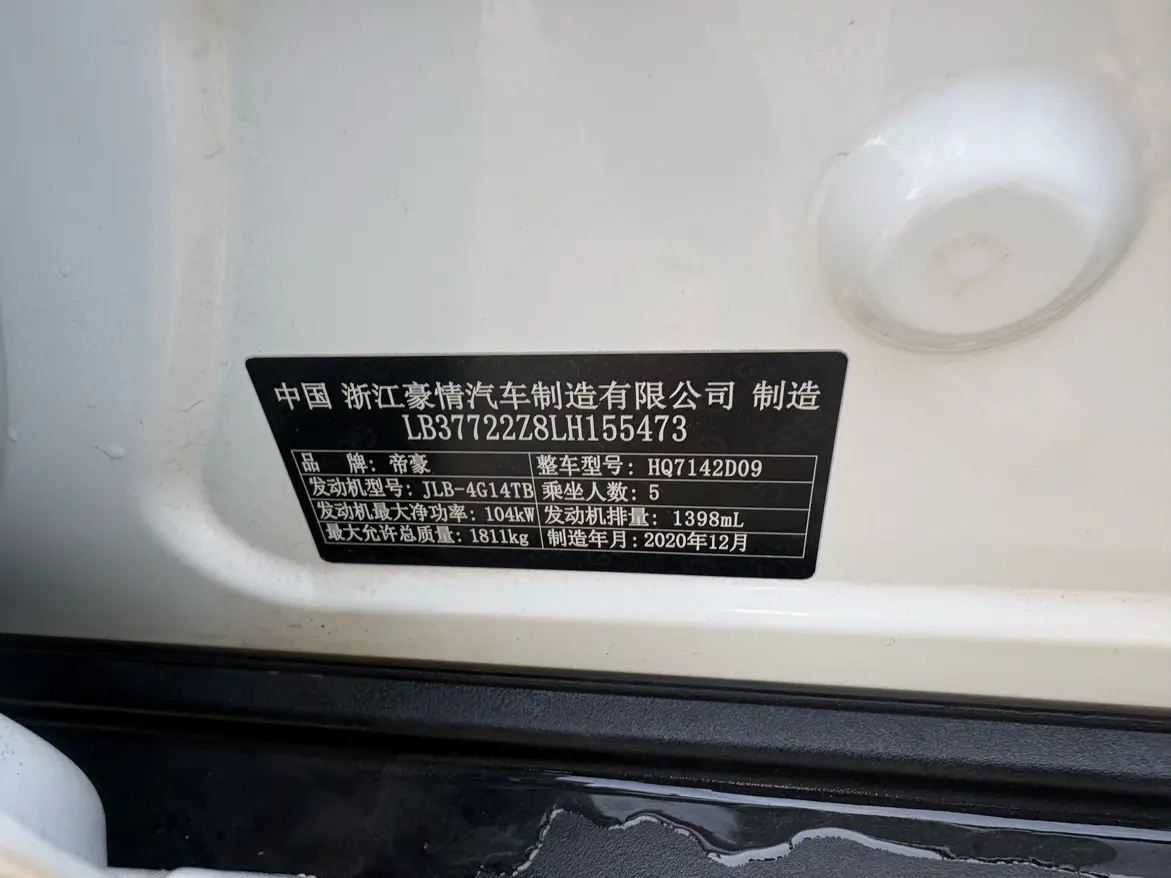 中国 浙江豪情汽车制造有限公司 制造
LB37722Z8LH155473
品 牌：帝豪 整车型号：HQ7142D09
发动机型号：JLB-4G14TB 乘坐人数：5
发动机最大净功率：104kW 发动机排量：1398mL
最大允许总质量：1811kg 制造年月：2020年12月